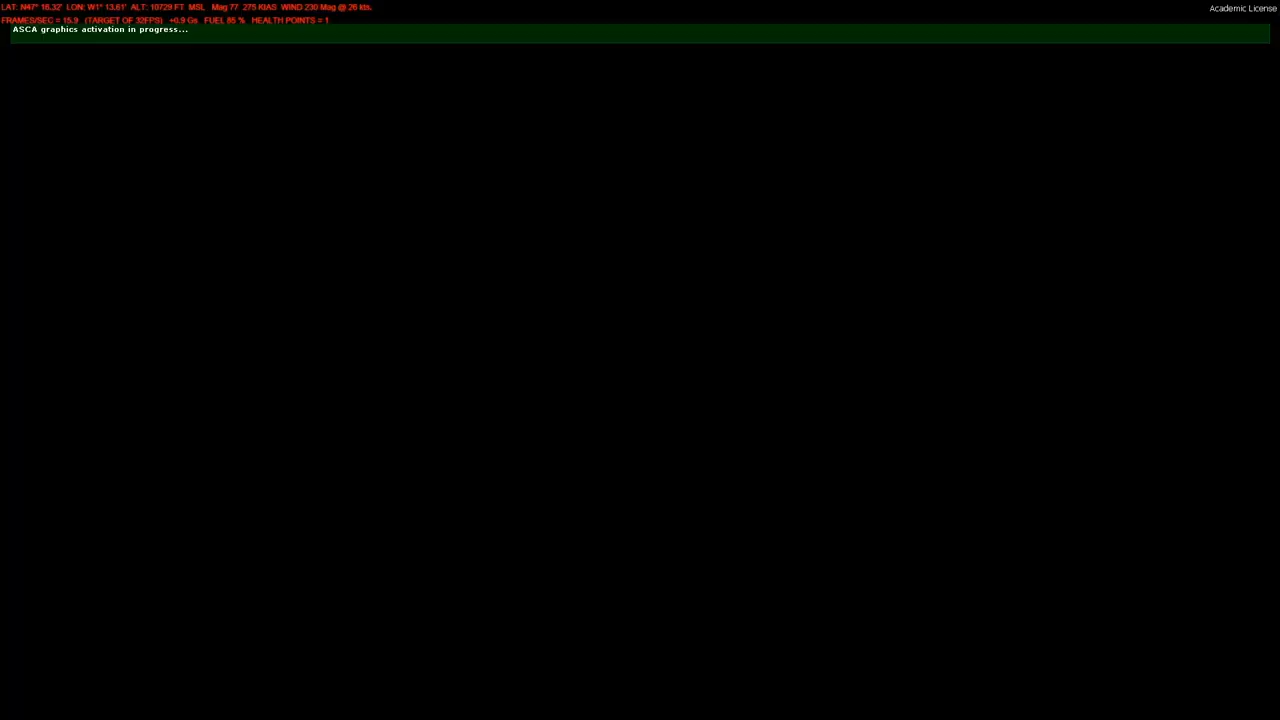 LAT: N47° 16.32' LON: W1° 13.61' ALT: 10729 FT MSL Mag 77 275 KIAS WIND 230 Mag @ 26 kts.
Academic License
FRAMES/SEC = 15.9 (TARGET OF 32FPS) +0.9 Gs FUEL 85 % HEALTH POINTS = 1
ASCA graphics activation in progress...